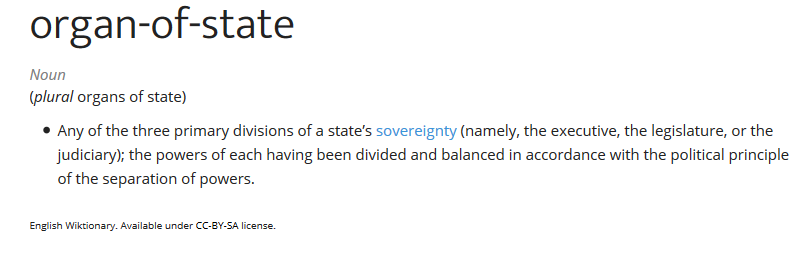 organ-of-state
Noun
(plural organs of state)
• Any of the three primary divisions of a state’s sovereignty (namely, the executive, the legislature, or the
judiciary); the powers of each having been divided and balanced in accordance with the political principle
of the separation of powers.
English Wiktionary. Available under CC-BY-SA license.